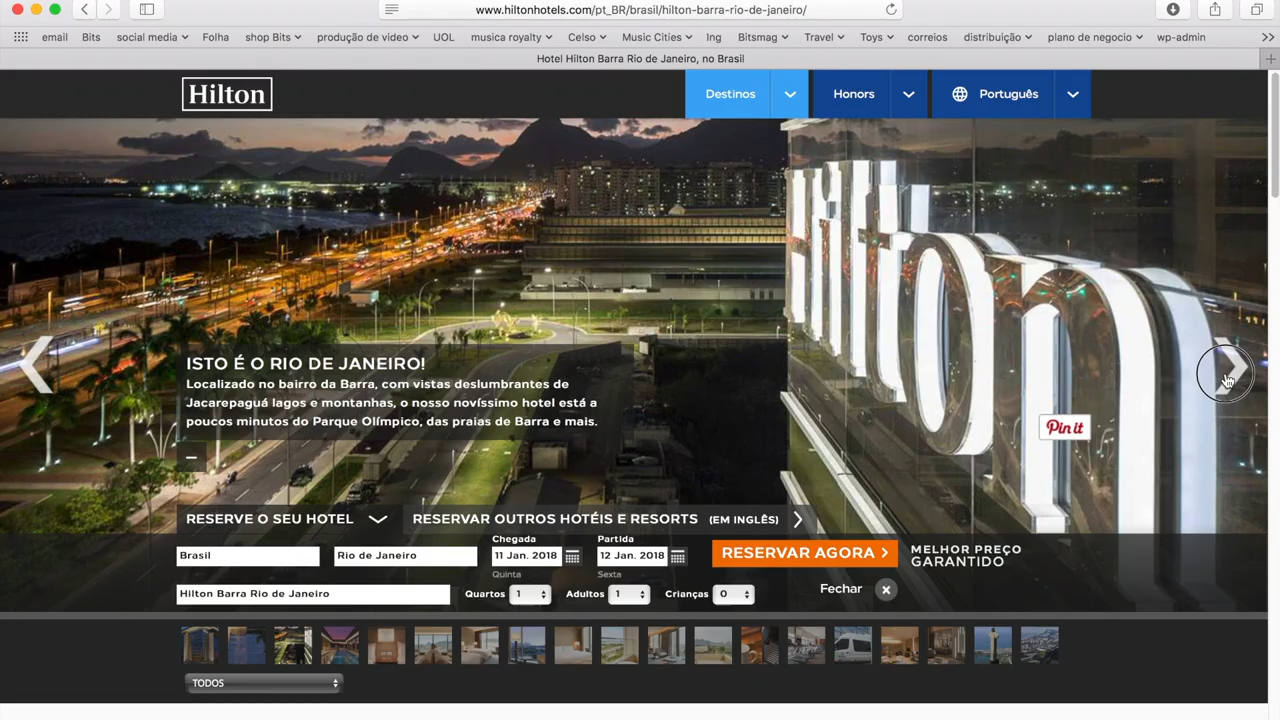 www.hiltonhotels.com/pt_BR/brasil/hilton-barra-rio-de-janeiro/
email Bits social media Folha shop Bits produção de video UOL musica royalty Celso Music Cities Ing Bitsmag Travel Toys correios distribuição plano de negocio wp-admin
Hotel Hilton Barra Rio de Janeiro, no Brasil
Hilton Destinos Honors Português
Hilton
ISTO É O RIO DE JANEIRO!
Localizado no bairro da Barra, com vistas deslumbrantes de
Jacarepaguá lagos e montanhas, o nosso novíssimo hotel está a
poucos minutos do Parque Olímpico, das praias de Barra e mais.
Pin it
RESERVE O SEU HOTEL RESERVAR OUTROS HOTÉIS E RESORTS (EM INGLÊS)
Chegada Partida
Brasil Rio de Janeiro 11 Jan. 2018 12 Jan. 2018 RESERVAR AGORA MELHOR PREÇO
GARANTIDO
Quinta Sexta
Hilton Barra Rio de Janeiro Quartos 1 Adultos 1 Crianças 0 Fechar
TODOS